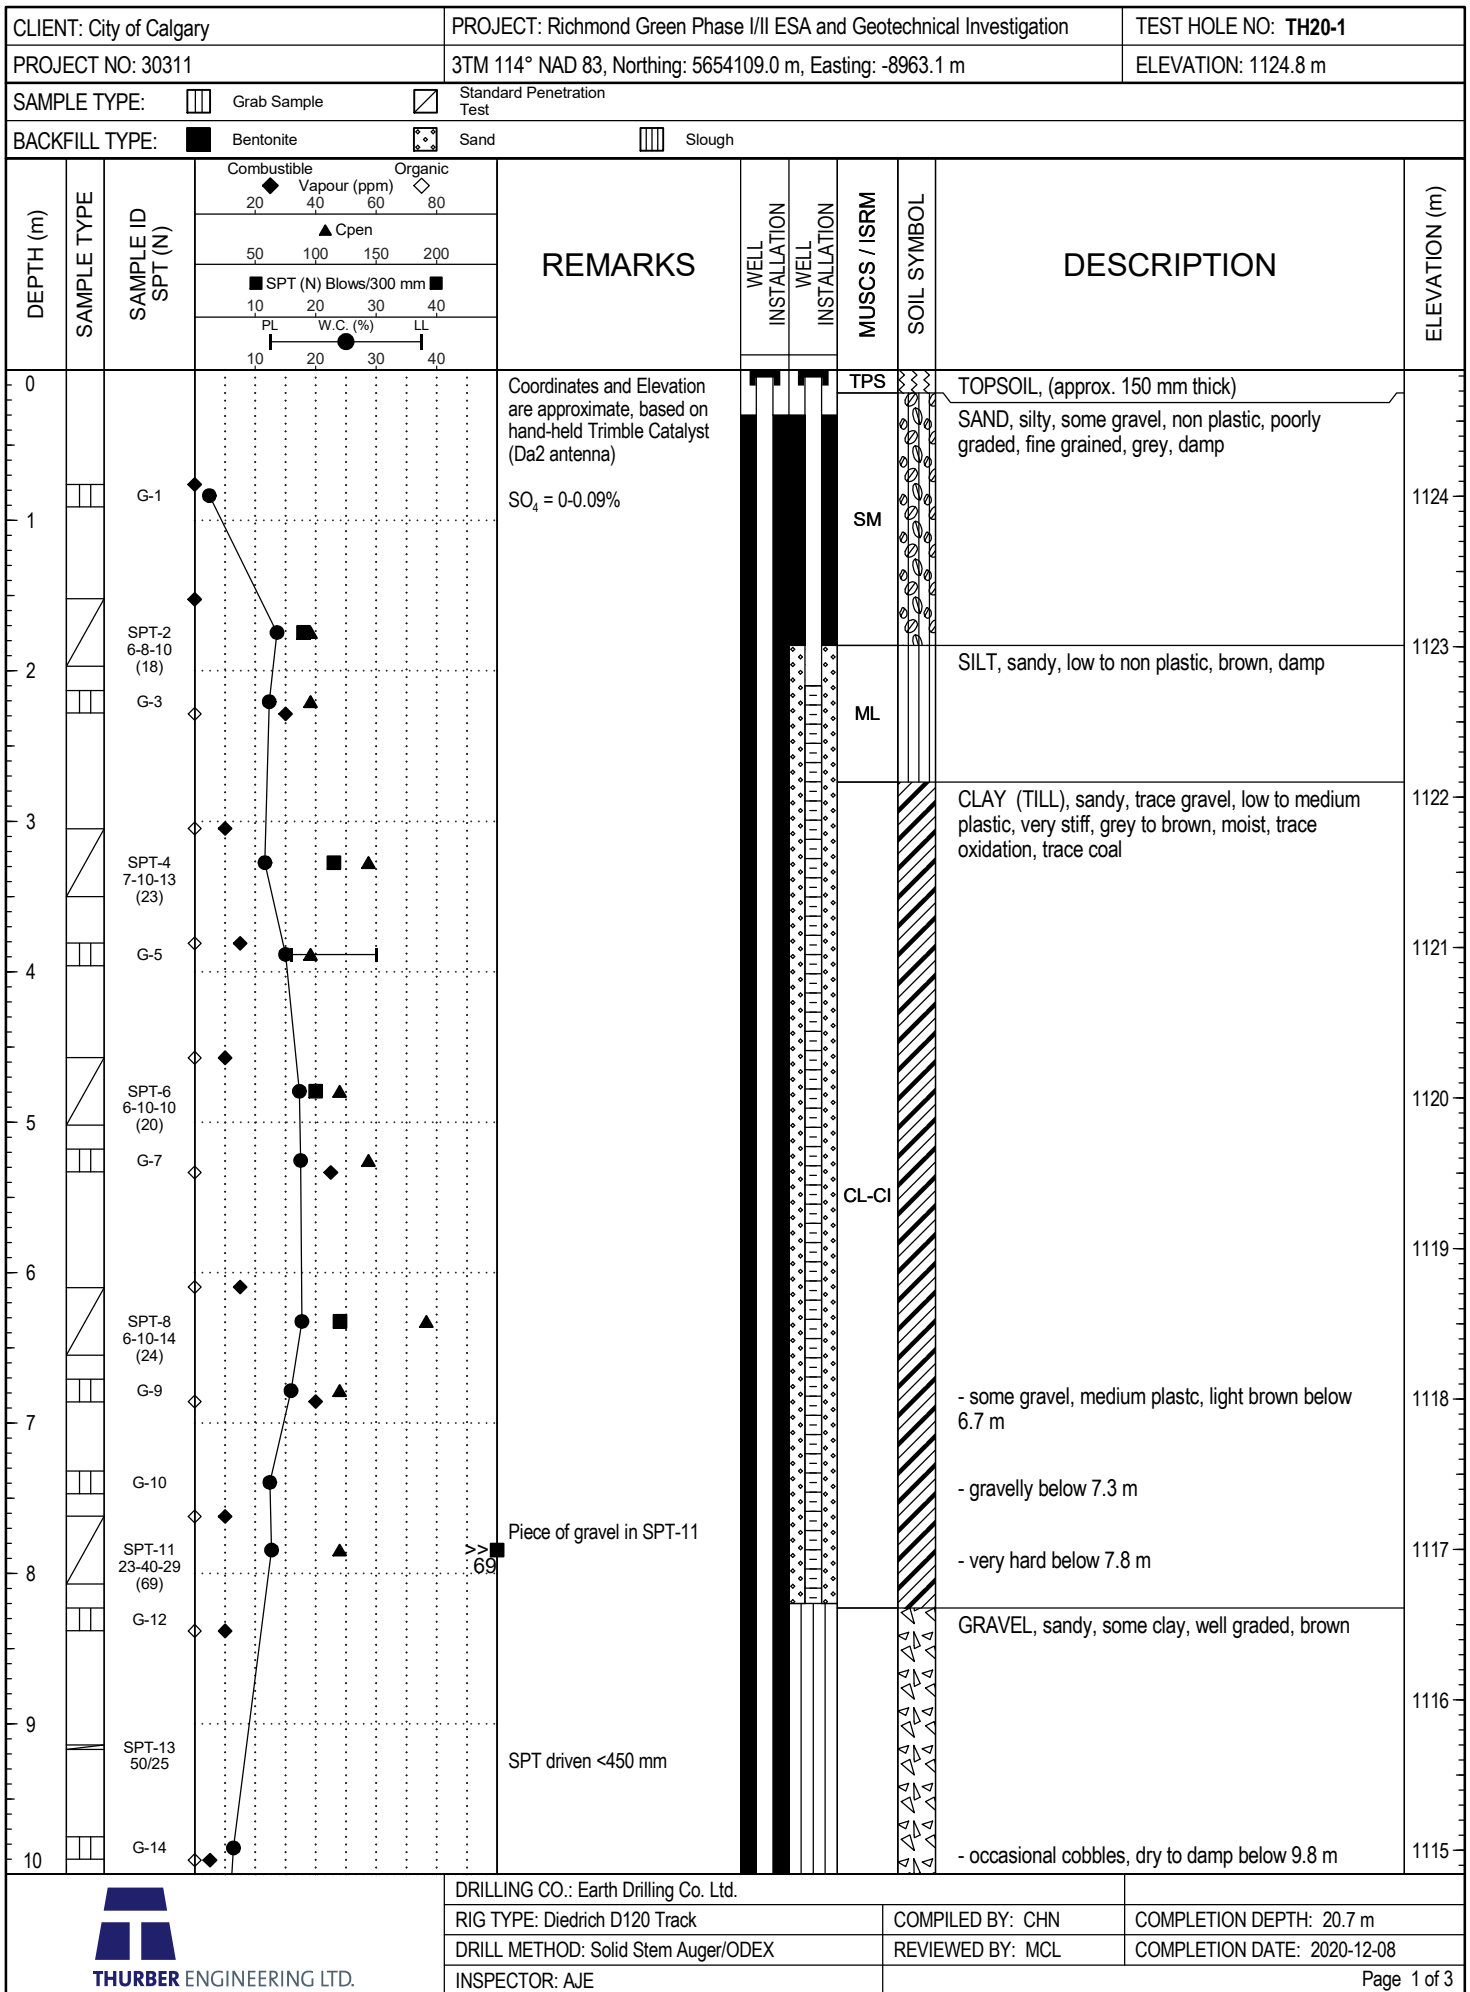 CLIENT: City of Calgary
PROJECT: Richmond Green Phase I/II ESA and Geotechnical Investigation
TEST HOLE NO: TH20-1
PROJECT NO: 30311
3TM 114° NAD 83, Northing: 5654109.0 m, Easting: -8963.1 m
ELEVATION: 1124.8 m
SAMPLE TYPE:
Grab Sample
Standard Penetration
Test
BACKFILL TYPE:
Bentonite
Sand
Slough
DEPTH (m)
SAMPLE TYPE
SAMPLE ID
SPT (N)
Combustible
Organic
Vapour (ppm)
20 40 60 80
Cpen
50 100 150 200
SPT (N) Blows/300 mm
10 20 30 40
PL W.C. (%) LL
10 20 30 40
REMARKS
WELL
INSTALLATION
WELL
INSTALLATION
MUSCS / ISRM
SOIL SYMBOL
DESCRIPTION
ELEVATION (m)
0
Coordinates and Elevation
are approximate, based on
hand-held Trimble Catalyst
(Da2 antenna)
SO₄ = 0-0.09%
TPS
TOPSOIL, (approx. 150 mm thick)
SAND, silty, some gravel, non plastic, poorly
graded, fine grained, grey, damp
G-1
1124
1
SM
SPT-2
6-8-10
(18)
1123
2
SILT, sandy, low to non plastic, brown, damp
G-3
ML
1122
CLAY (TILL), sandy, trace gravel, low to medium
plastic, very stiff, grey to brown, moist, trace
oxidation, trace coal
3
SPT-4
7-10-13
(23)
G-5
1121
4
SPT-6
6-10-10
(20)
1120
5
G-7
CL-CI
1119
6
SPT-8
6-10-14
(24)
G-9
1118
- some gravel, medium plastc, light brown below
6.7 m
7
G-10
- gravelly below 7.3 m
SPT-11
23-40-29
(69)
>>
69
Piece of gravel in SPT-11
1117
- very hard below 7.8 m
8
G-12
GRAVEL, sandy, some clay, well graded, brown
1116
9
SPT-13
50/25
SPT driven <450 mm
G-14
1115
- occasional cobbles, dry to damp below 9.8 m
10
THURBER ENGINEERING LTD.
DRILLING CO.: Earth Drilling Co. Ltd.
RIG TYPE: Diedrich D120 Track
COMPILED BY: CHN
COMPLETION DEPTH: 20.7 m
DRILL METHOD: Solid Stem Auger/ODEX
REVIEWED BY: MCL
COMPLETION DATE: 2020-12-08
INSPECTOR: AJE
Page 1 of 3